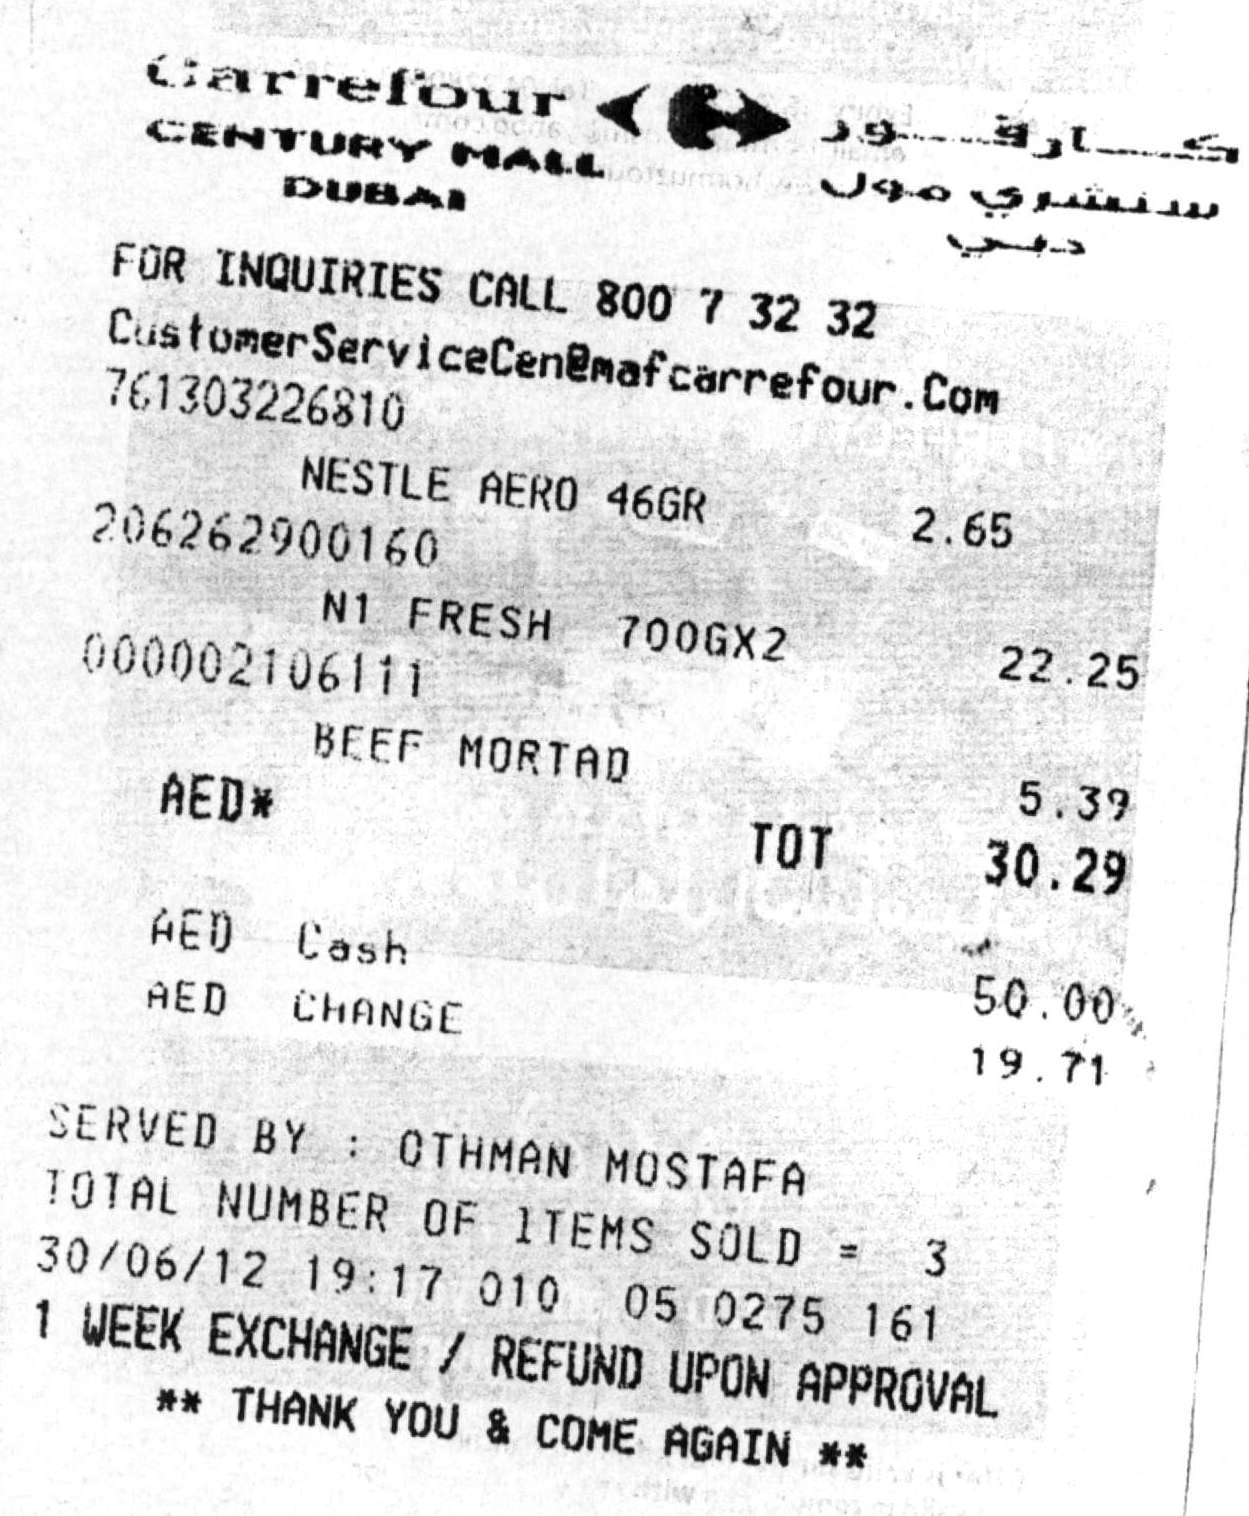 Carrefour كارفور
CENTURY MALL سنشري مول
DUBAI دبي
FOR INQUIRIES CALL 800 7 32 32
CustomerServiceCen@mafcarrefour.Com
761303226810
NESTLE AERO 46GR 2.65
206262900160
N1 FRESH 700GX2 22.25
000002106111
BEEF MORTAD 5.39
AED* TOT 30.29
AED Cash 50.00
AED CHANGE 19.71
SERVED BY : OTHMAN MOSTAFA
TOTAL NUMBER OF ITEMS SOLD = 3
30/06/12 19:17 010 05 0275 161
1 WEEK EXCHANGE / REFUND UPON APPROVAL
** THANK YOU & COME AGAIN **